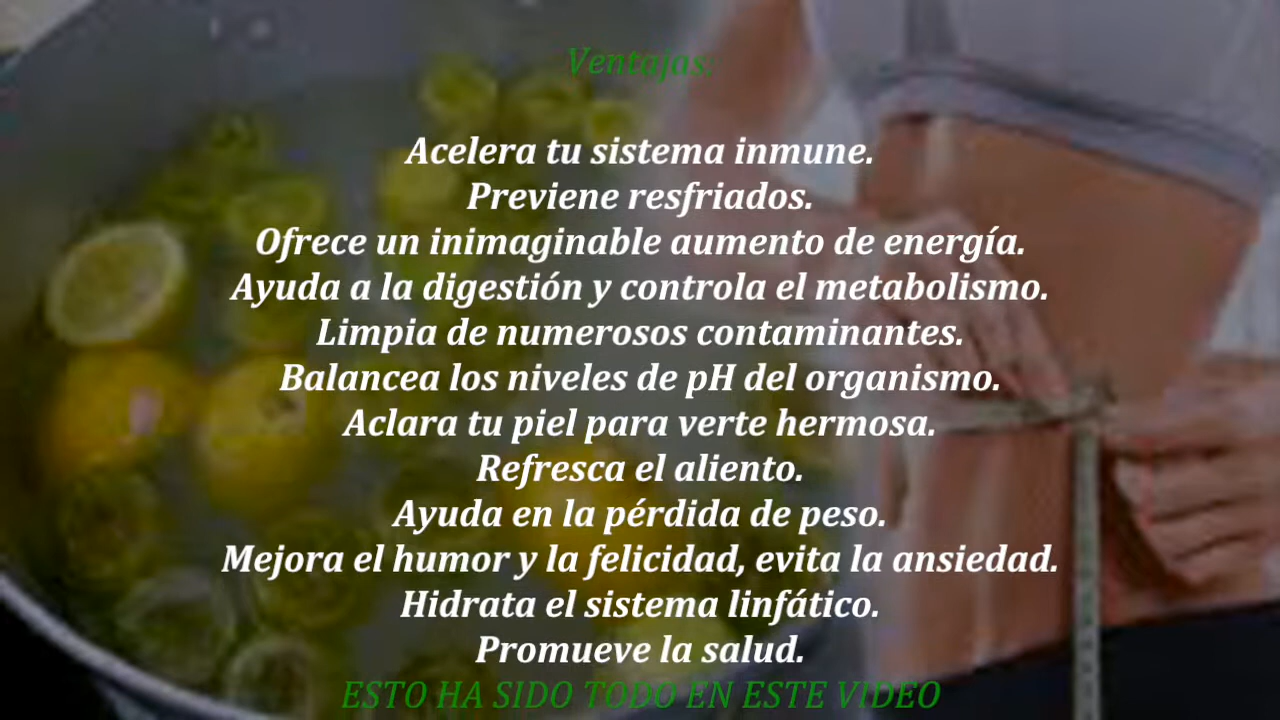 Ventajas:
Acelera tu sistema inmune.
Previene resfriados.
Ofrece un inimaginable aumento de energía.
Ayuda a la digestión y controla el metabolismo.
Limpia de numerosos contaminantes.
Balancea los niveles de pH del organismo.
Aclara tu piel para verte hermosa.
Refresca el aliento.
Ayuda en la pérdida de peso.
Mejora el humor y la felicidad, evita la ansiedad.
Hidrata el sistema linfático.
Promueve la salud.
ESTO HA SIDO TODO EN ESTE VIDEO